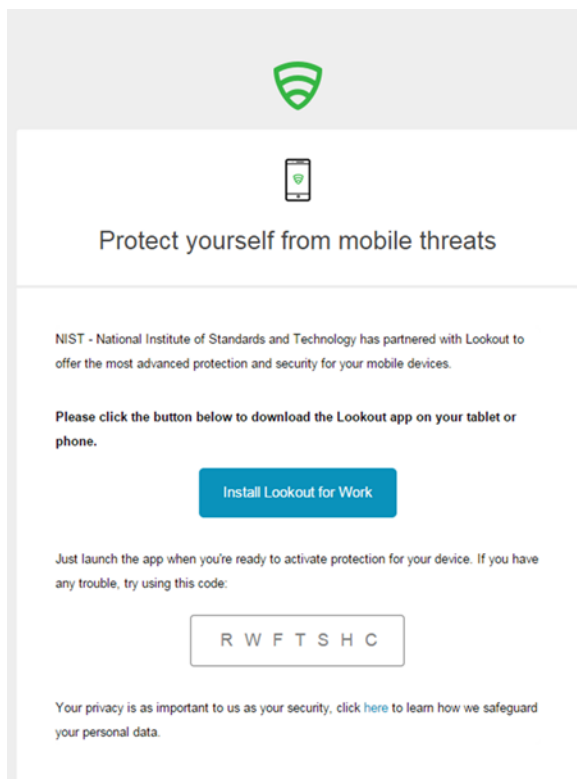 Protect yourself from mobile threats
NIST - National Institute of Standards and Technology has partnered with Lookout to
offer the most advanced protection and security for your mobile devices.
Please click the button below to download the Lookout app on your tablet or
phone.
Install Lookout for Work
Just launch the app when you're ready to activate protection for your device. If you have
any trouble, try using this code:
R W F T S H C
Your privacy is as important to us as your security, click here to learn how we safeguard
your personal data.